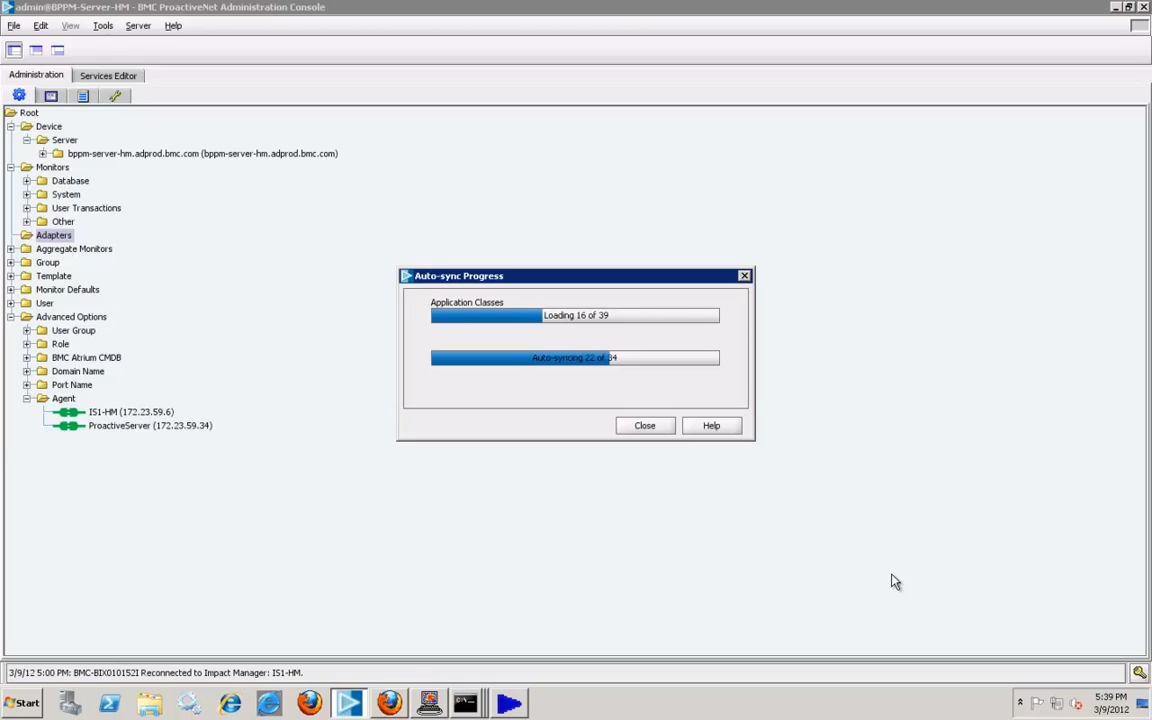 admin@BPPM-Server-HM - BMC ProactiveNet Administration Console
File Edit View Tools Server Help
Administration Services Editor
Root
Device
Server
bppm-server-hm.adprod.bmc.com (bppm-server-hm.adprod.bmc.com)
Monitors
Database
System
User Transactions
Other
Adapters
Aggregate Monitors
Group
Template
Monitor Defaults
User
Advanced Options
User Group
Role
BMC Atrium CMDB
Domain Name
Port Name
Agent
IS1-HM (172.23.59.6)
ProactiveServer (172.23.59.34)
Auto-sync Progress
Application Classes
Loading 16 of 39
Auto-syncing 22 of 34
Close Help
3/9/12 5:00 PM: BMC-BIX010152I Reconnected to Impact Manager: IS1-HM.
Start
5:39 PM
3/9/2012